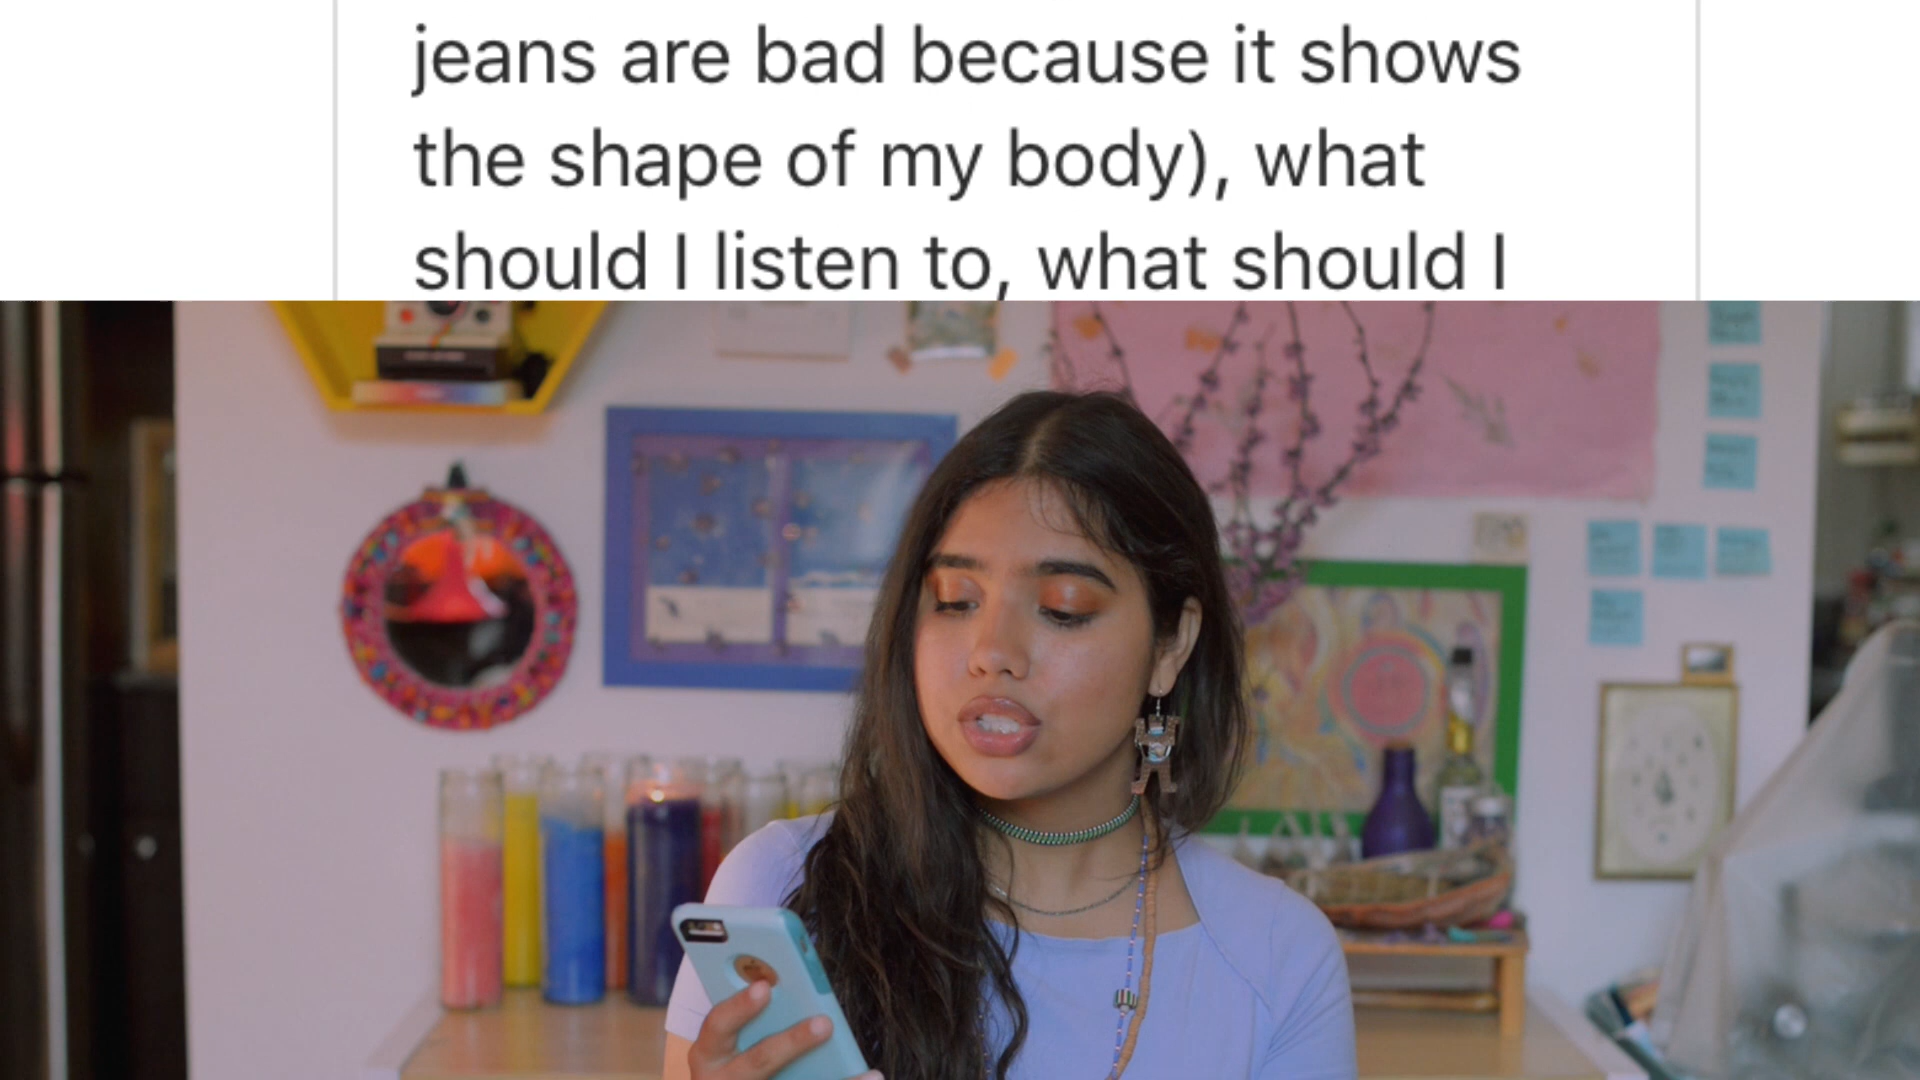 jeans are bad because it shows
the shape of my body), what
should I listen to, what should I